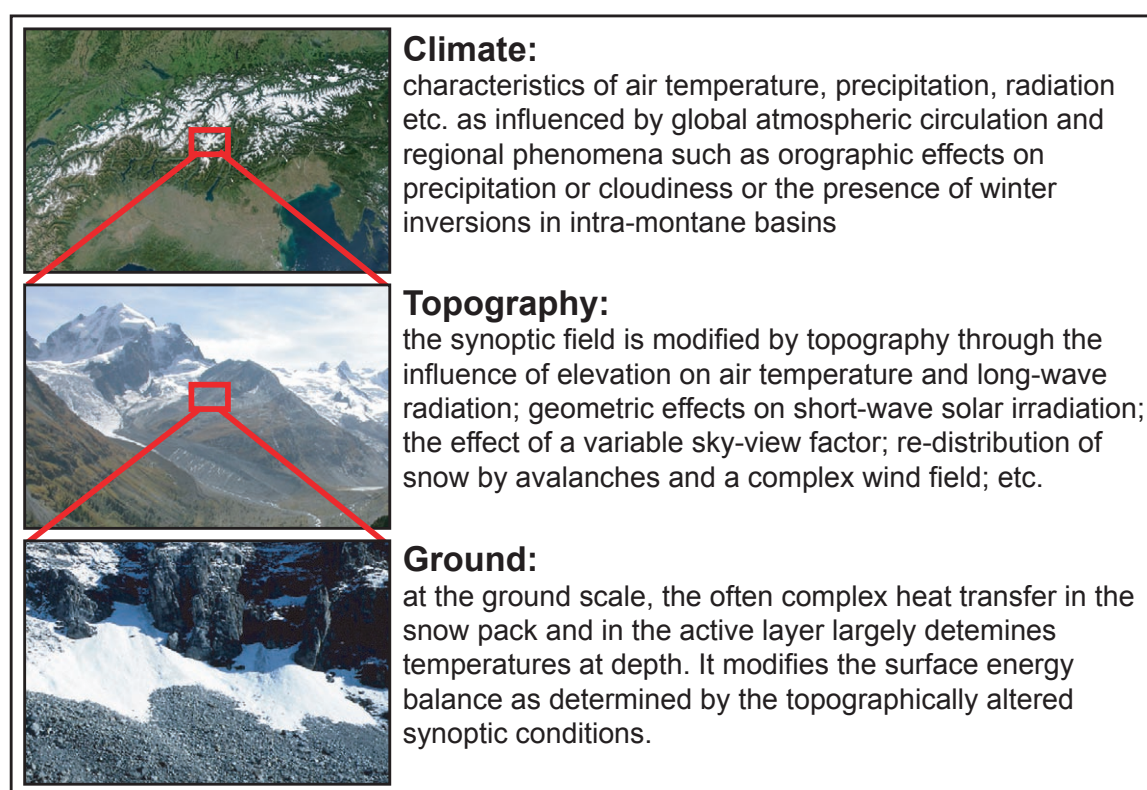 Climate:
characteristics of air temperature, precipitation, radiation
etc. as influenced by global atmospheric circulation and
regional phenomena such as orographic effects on
precipitation or cloudiness or the presence of winter
inversions in intra-montane basins
Topography:
the synoptic field is modified by topography through the
influence of elevation on air temperature and long-wave
radiation; geometric effects on short-wave solar irradiation;
the effect of a variable sky-view factor; re-distribution of
snow by avalanches and a complex wind field; etc.
Ground:
at the ground scale, the often complex heat transfer in the
snow pack and in the active layer largely detemines
temperatures at depth. It modifies the surface energy
balance as determined by the topographically altered
synoptic conditions.